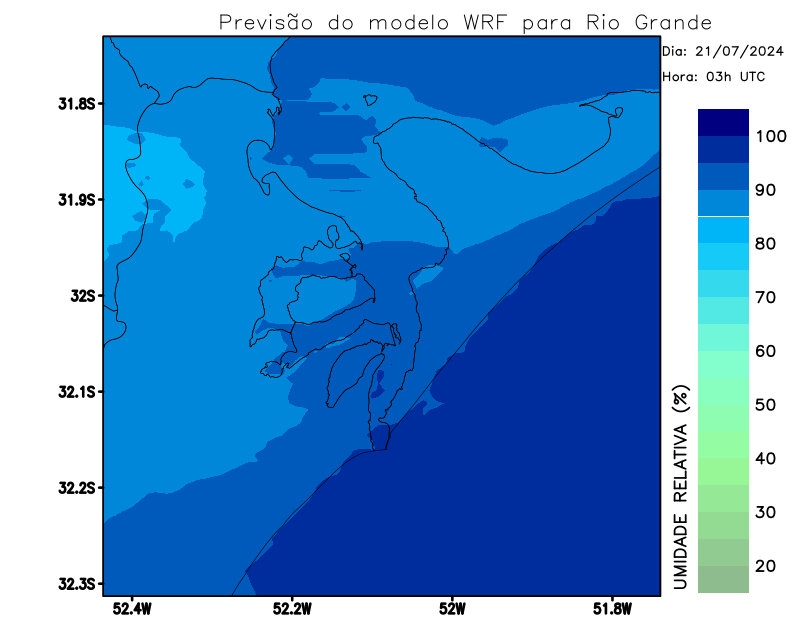 Previsão do modelo WRF para Rio Grande
Dia: 21/07/2024
Hora: 03h UTC
31.8S
31.9S
32S
32.1S
32.2S
32.3S
52.4W
52.2W
52W
51.8W
UMIDADE RELATIVA (%)
100
90
80
70
60
50
40
30
20